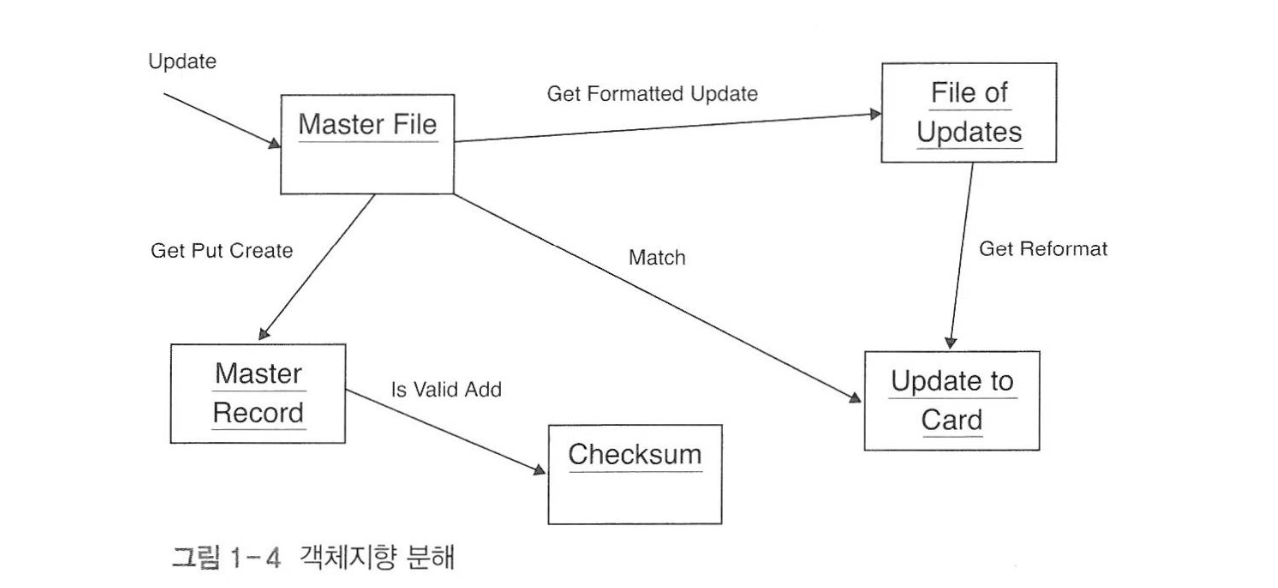 Update
Get Formatted Update
File of
Updates
Master File
Get Put Create
Match
Get Reformat
Master
Record
Is Valid Add
Update to
Card
Checksum
그림 1-4 객체지향 분해